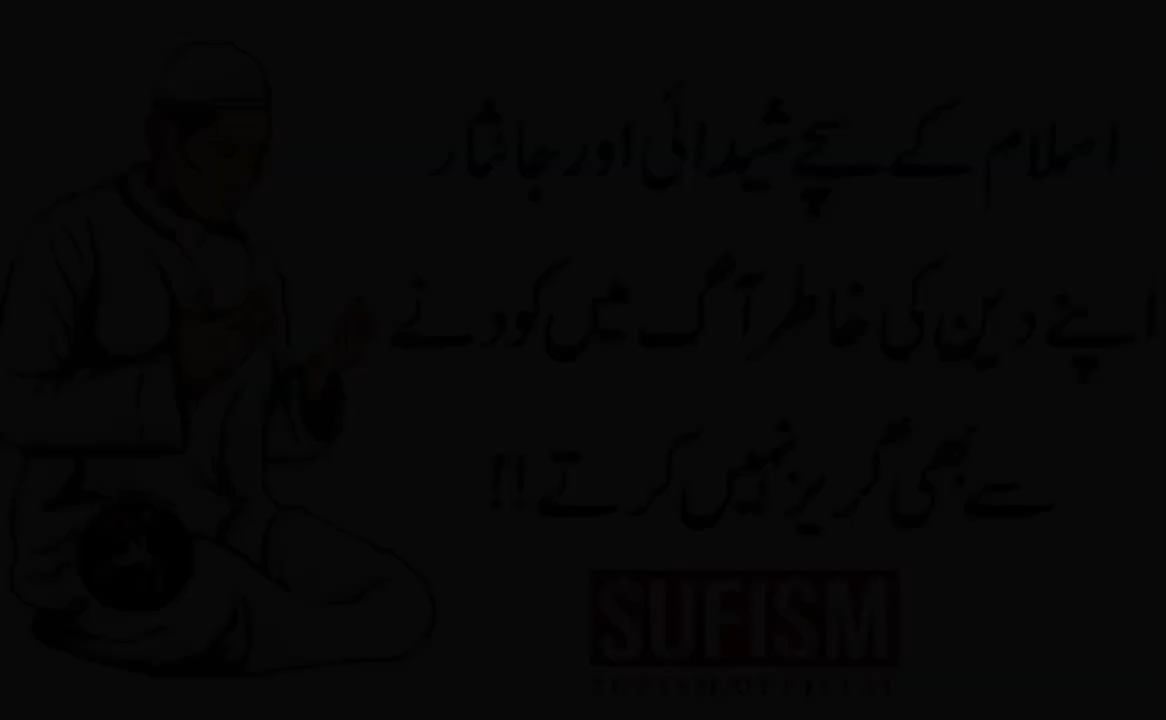 اسلام کے سچے شیدائی اور جانثار
اپنے دین کی خاطر آگ میں کودنے
سے بھی گریز نہیں کرتے !!
SUFISM